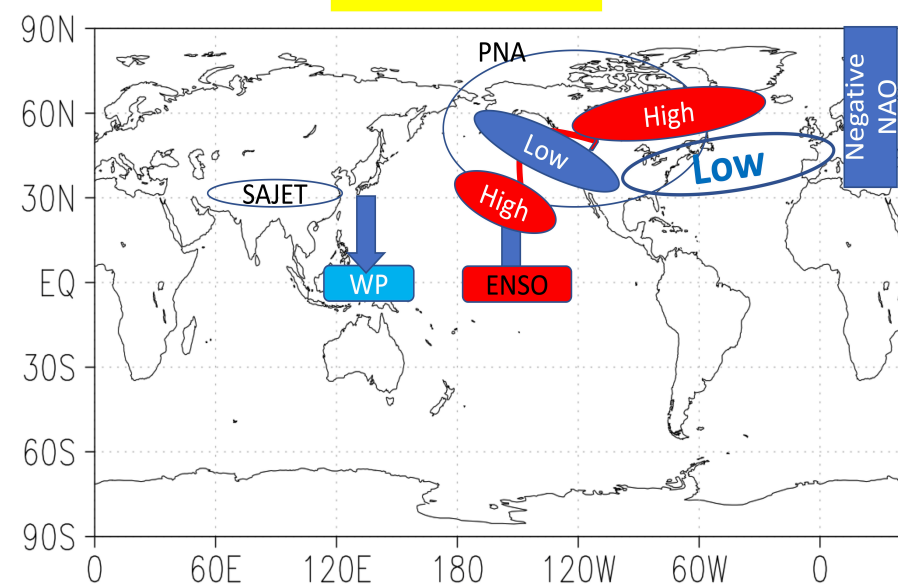 90N
60N
30N
EQ
30S
60S
90S
0
60E
120E
180
120W
60W
0
PNA
High
Low
Low
High
SAJET
WP
ENSO
Negative
NAO